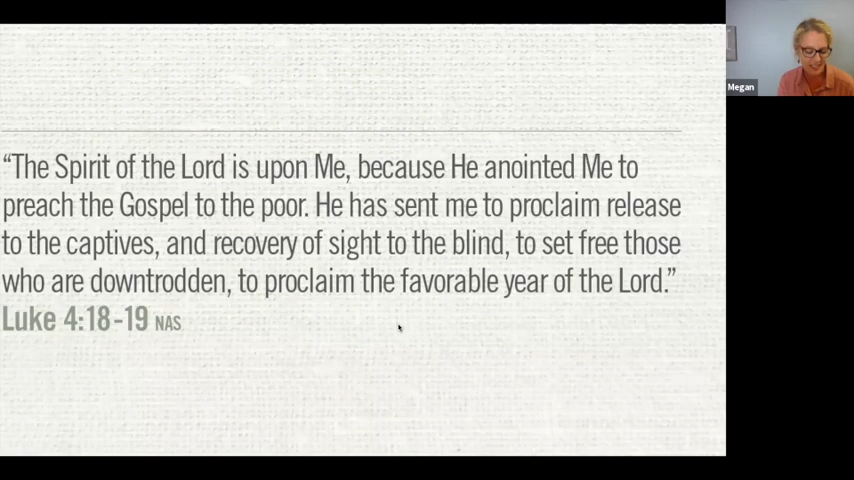 “The Spirit of the Lord is upon Me, because He anointed Me to
preach the Gospel to the poor. He has sent me to proclaim release
to the captives, and recovery of sight to the blind, to set free those
who are downtrodden, to proclaim the favorable year of the Lord.”
Luke 4:18-19 NAS
Megan